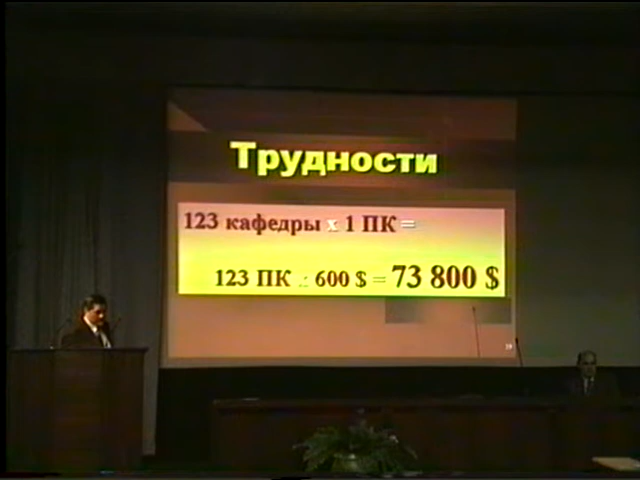 Трудности
123 кафедры x 1 ПК =
123 ПК . 600 $ = 73 800 $